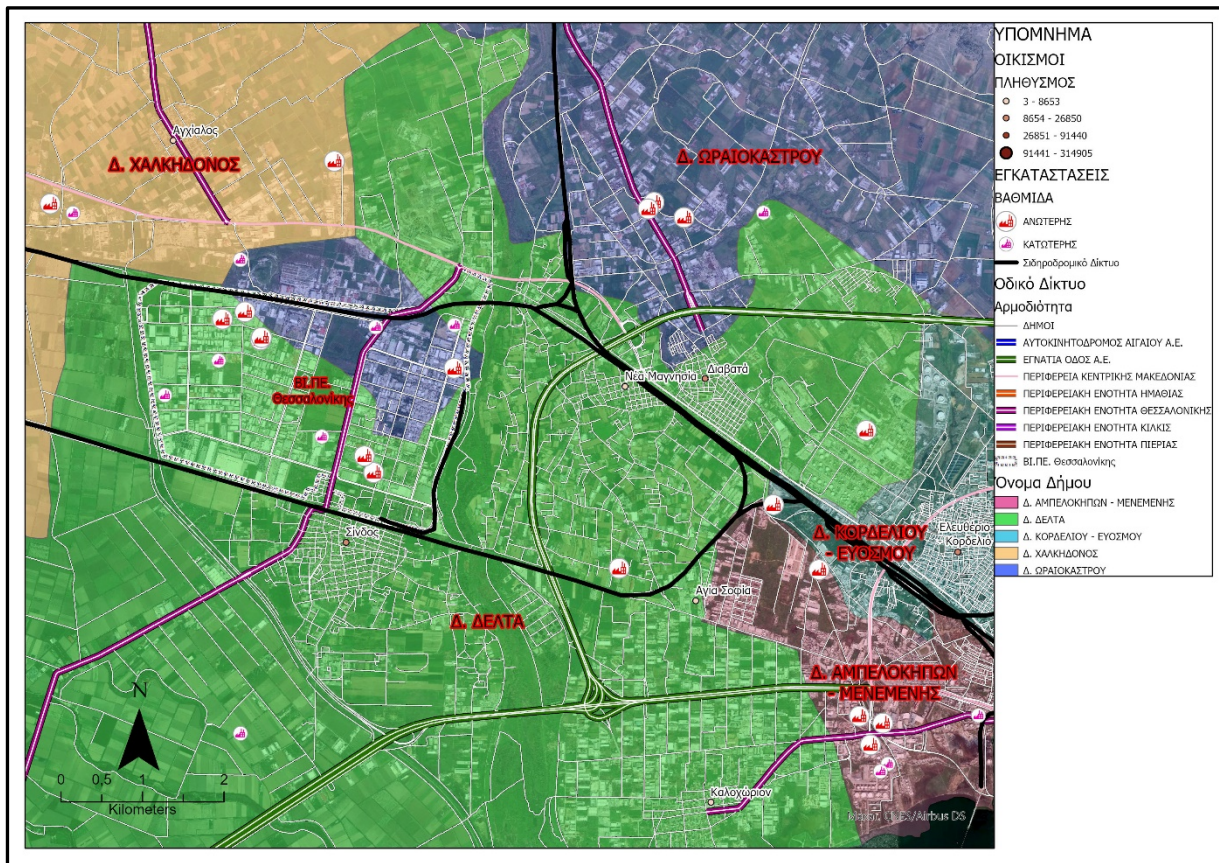 Αγχίαλος
Δ. ΧΑΛΚΗΔΟΝΟΣ
Δ. ΩΡΑΙΟΚΑΣΤΡΟΥ
ΒΙ.ΠΕ.
Θεσσαλονίκης
Νέα Μαγνησία
Διαβατά
Σίνδος
Δ. ΚΟΡΔΕΛΙΟΥ
- ΕΥΟΣΜΟΥ
Ελευθέριο
Κορδελιό
Αγία Σοφία
Δ. ΔΕΛΤΑ
Δ. ΑΜΠΕΛΟΚΗΠΩΝ
- ΜΕΝΕΜΕΝΗΣ
Καλοχώριον
N
0 0,5 1 2
Kilometers
/Airbus DS
ΥΠΟΜΝΗΜΑ
ΟΙΚΙΣΜΟΙ
ΠΛΗΘΥΣΜΟΣ
3 - 8653
8654 - 26850
26851 - 91440
91441 - 314905
ΕΓΚΑΤΑΣΤΑΣΕΙΣ
ΒΑΘΜΙΔΑ
ΑΝΩΤΕΡΗΣ
ΚΑΤΩΤΕΡΗΣ
Σιδηροδρομικό Δίκτυο
Οδικό Δίκτυο
Αρμοδιότητα
ΔΗΜΟΙ
ΑΥΤΟΚΙΝΗΤΟΔΡΟΜΟΣ ΑΙΓΑΙΟΥ Α.Ε.
ΕΓΝΑΤΙΑ ΟΔΟΣ Α.Ε.
ΠΕΡΙΦΕΡΕΙΑ ΚΕΝΤΡΙΚΗΣ ΜΑΚΕΔΟΝΙΑΣ
ΠΕΡΙΦΕΡΕΙΑΚΗ ΕΝΟΤΗΤΑ ΗΜΑΘΙΑΣ
ΠΕΡΙΦΕΡΕΙΑΚΗ ΕΝΟΤΗΤΑ ΘΕΣΣΑΛΟΝΙΚΗΣ
ΠΕΡΙΦΕΡΕΙΑΚΗ ΕΝΟΤΗΤΑ ΚΙΛΚΙΣ
ΠΕΡΙΦΕΡΕΙΑΚΗ ΕΝΟΤΗΤΑ ΠΙΕΡΙΑΣ
ΒΙ.ΠΕ. Θεσσαλονίκης
Όνομα Δήμου
Δ. ΑΜΠΕΛΟΚΗΠΩΝ - ΜΕΝΕΜΕΝΗΣ
Δ. ΔΕΛΤΑ
Δ. ΚΟΡΔΕΛΙΟΥ - ΕΥΟΣΜΟΥ
Δ. ΧΑΛΚΗΔΟΝΟΣ
Δ. ΩΡΑΙΟΚΑΣΤΡΟΥ